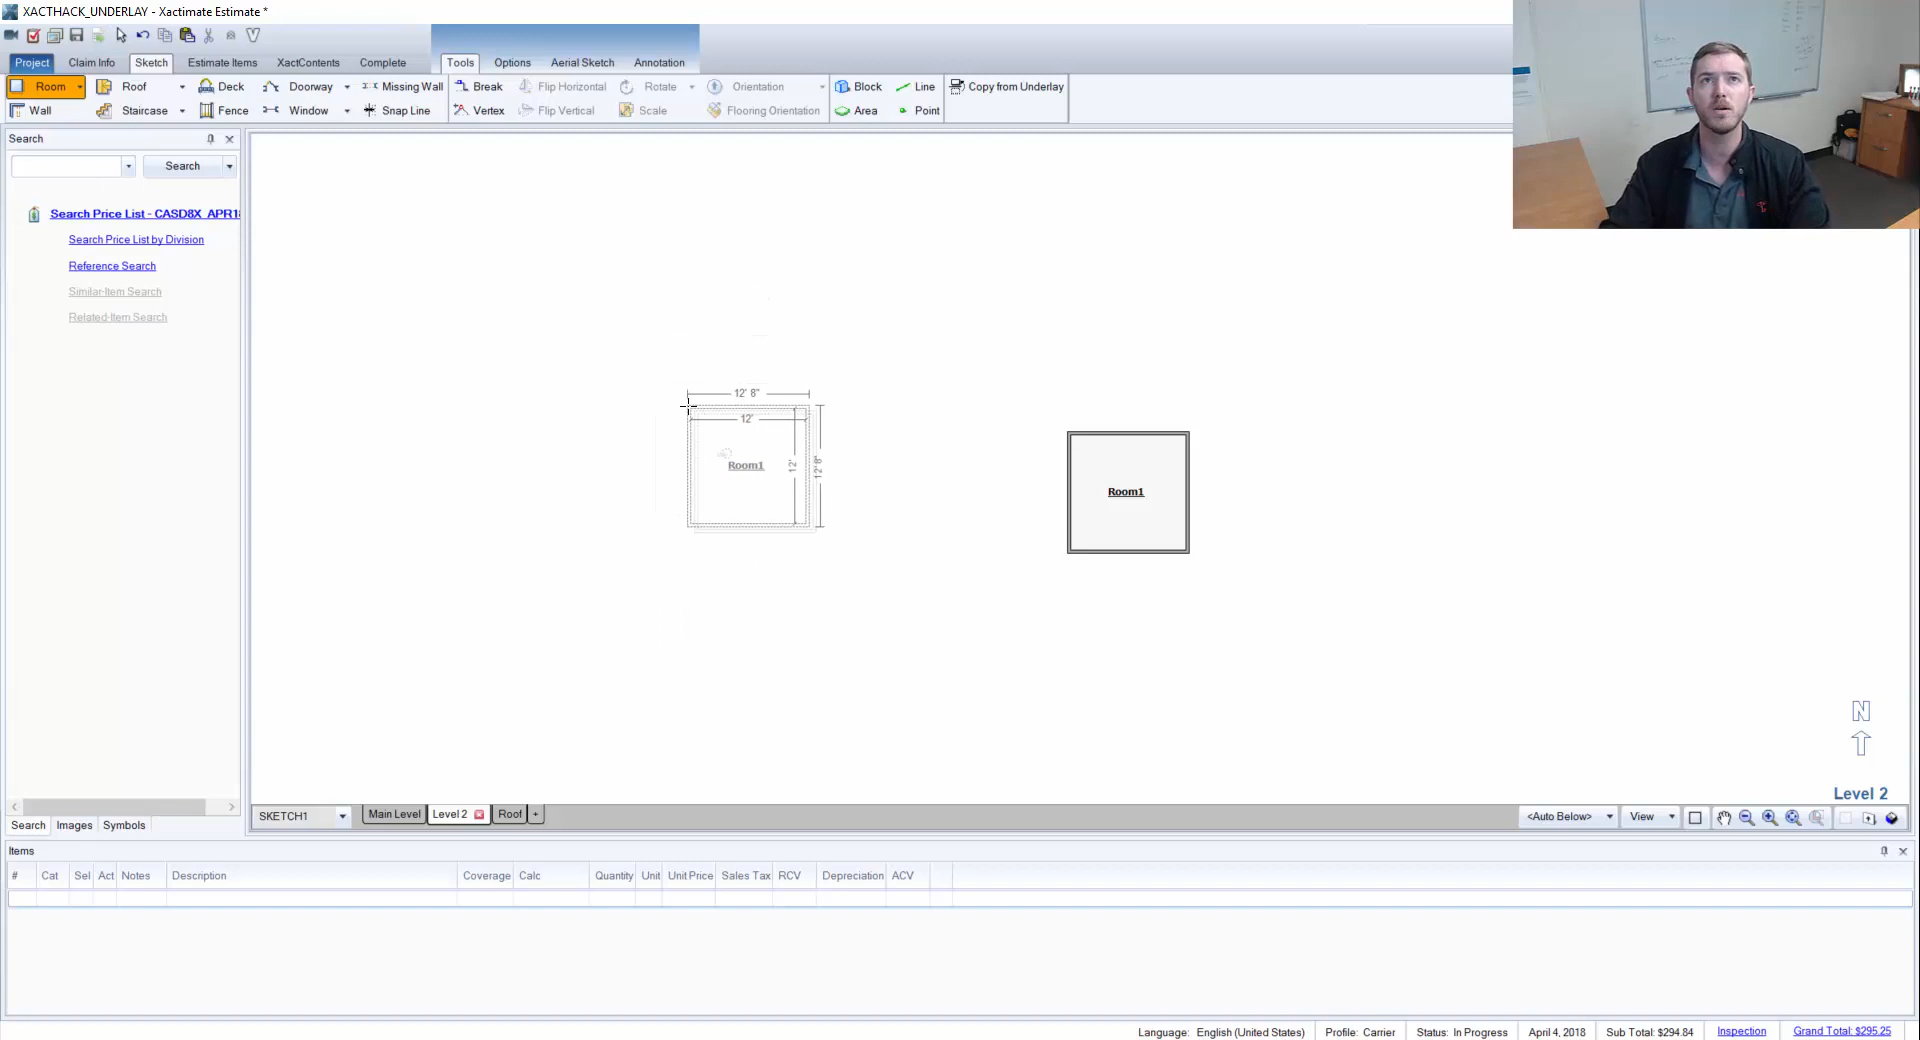 XACTHACK_UNDERLAY - Xactimate Estimate *
Project Claim Info Sketch Estimate Items XactContents Complete Tools Options Aerial Sketch Annotation
Room Roof Deck Doorway Missing Wall Break Flip Horizontal Rotate Orientation Block Line Copy from Underlay
Wall Staircase Fence Window Snap Line Vertex Flip Vertical Scale Flooring Orientation Area Point
Search
Search
Search Price List - CASD8X_APR18
Search Price List by Division
Reference Search
Similar-Item Search
Related-Item Search
12' 8"
12'
12'
12' 8"
Room1
Room1
N
Level 2
Search Images Symbols
SKETCH1 Main Level Level 2 Roof + <Auto Below> View
Items
# Cat Sel Act Notes Description Coverage Calc Quantity Unit Unit Price Sales Tax RCV Depreciation ACV
Language: English (United States) Profile: Carrier Status: In Progress April 4, 2018 Sub Total: $294.84 Inspection Grand Total: $295.25